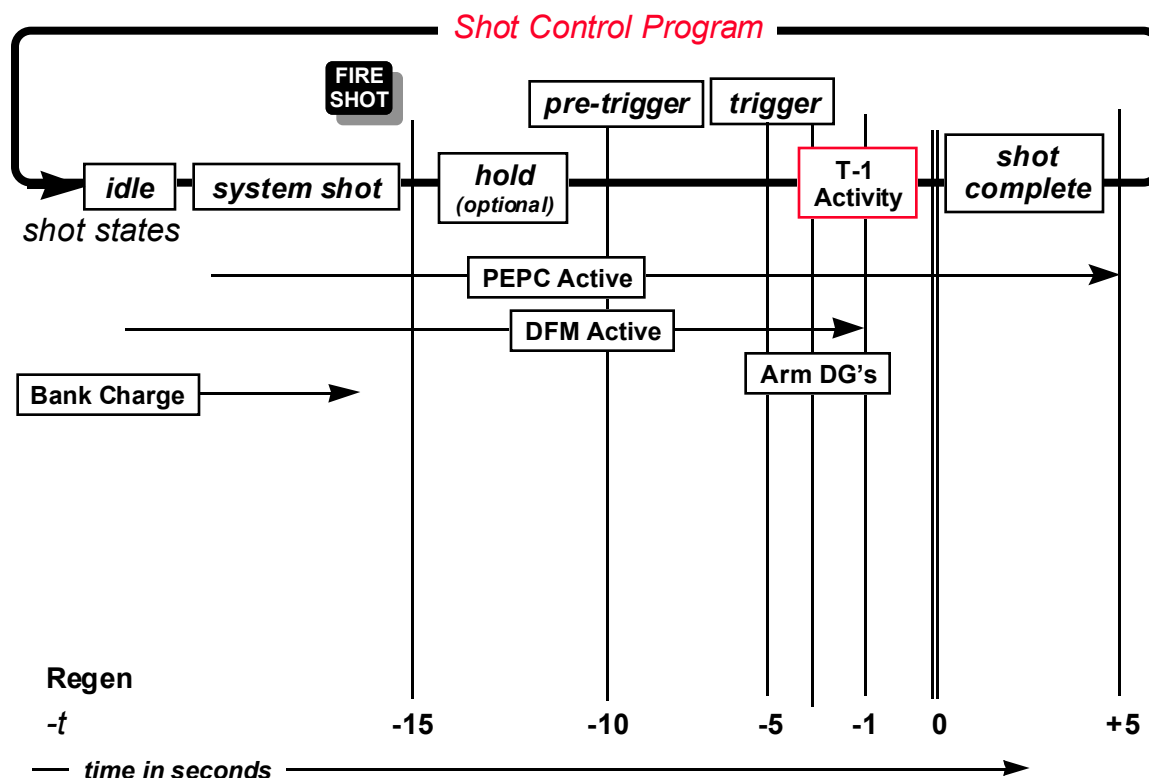 Shot Control Program
FIRE
SHOT
pre-trigger
trigger
idle
system shot
hold
(optional)
T-1
Activity
shot
complete
shot states
PEPC Active
DFM Active
Arm DG's
Bank Charge
Regen
-t
-15
-10
-5
-1
0
+5
time in seconds